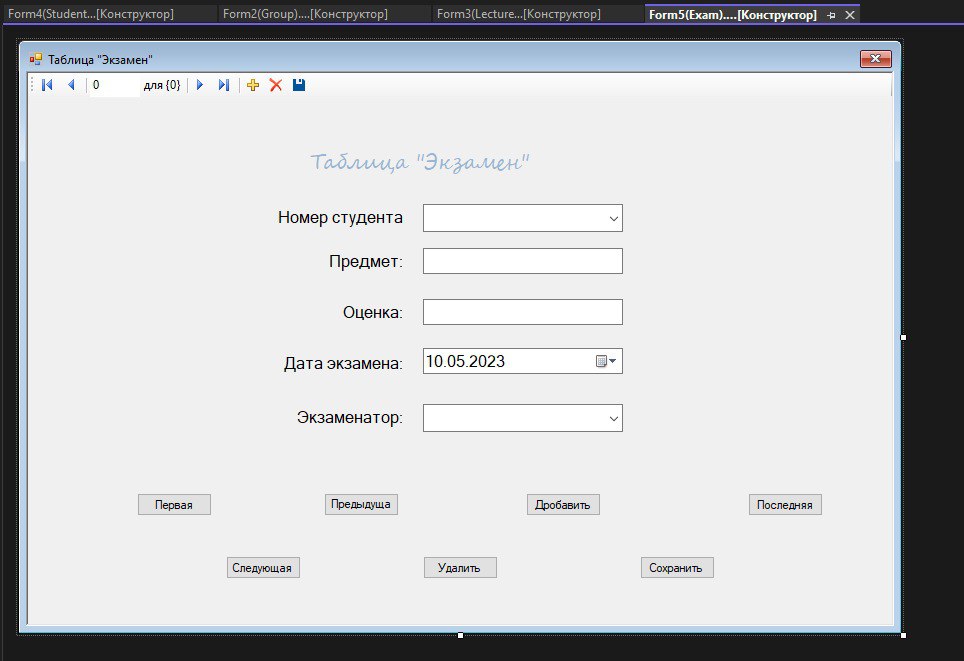 Form4(Student...[Конструктор]
Form2(Group)....[Конструктор]
Form3(Lecture...[Конструктор]
Form5(Exam)....[Конструктор]
Таблица "Экзамен"
0 для {0}
Таблица "Экзамен"
Номер студента
Предмет:
Оценка:
Дата экзамена: 10.05.2023
Экзаменатор:
Первая
Предыдуща
Дробавить
Последняя
Следующая
Удалить
Сохранить